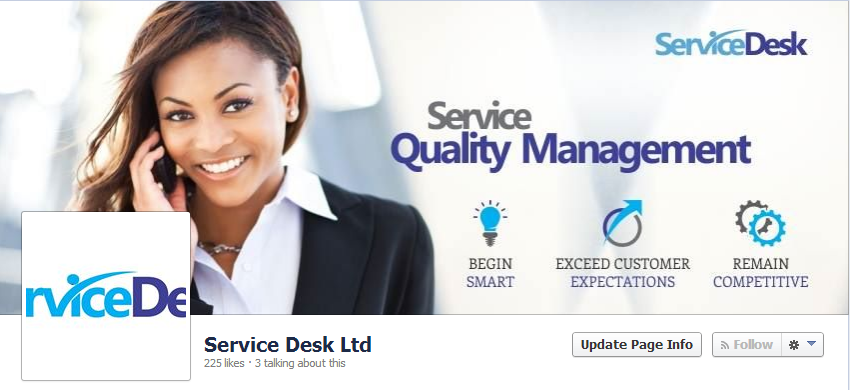 ServiceDesk
Service
Quality Management
BEGIN
SMART
EXCEED CUSTOMER
EXPECTATIONS
REMAIN
COMPETITIVE
rviceDe
Service Desk Ltd
225 likes · 3 talking about this
Update Page Info
Follow